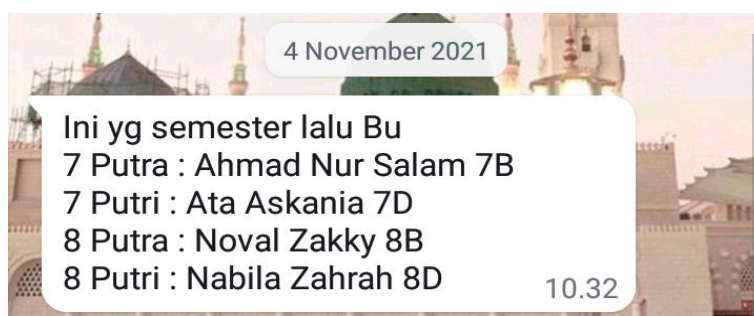 4 November 2021
Ini yg semester lalu Bu
7 Putra : Ahmad Nur Salam 7B
7 Putri : Ata Askania 7D
8 Putra : Noval Zakky 8B
8 Putri : Nabila Zahrah 8D
10.32